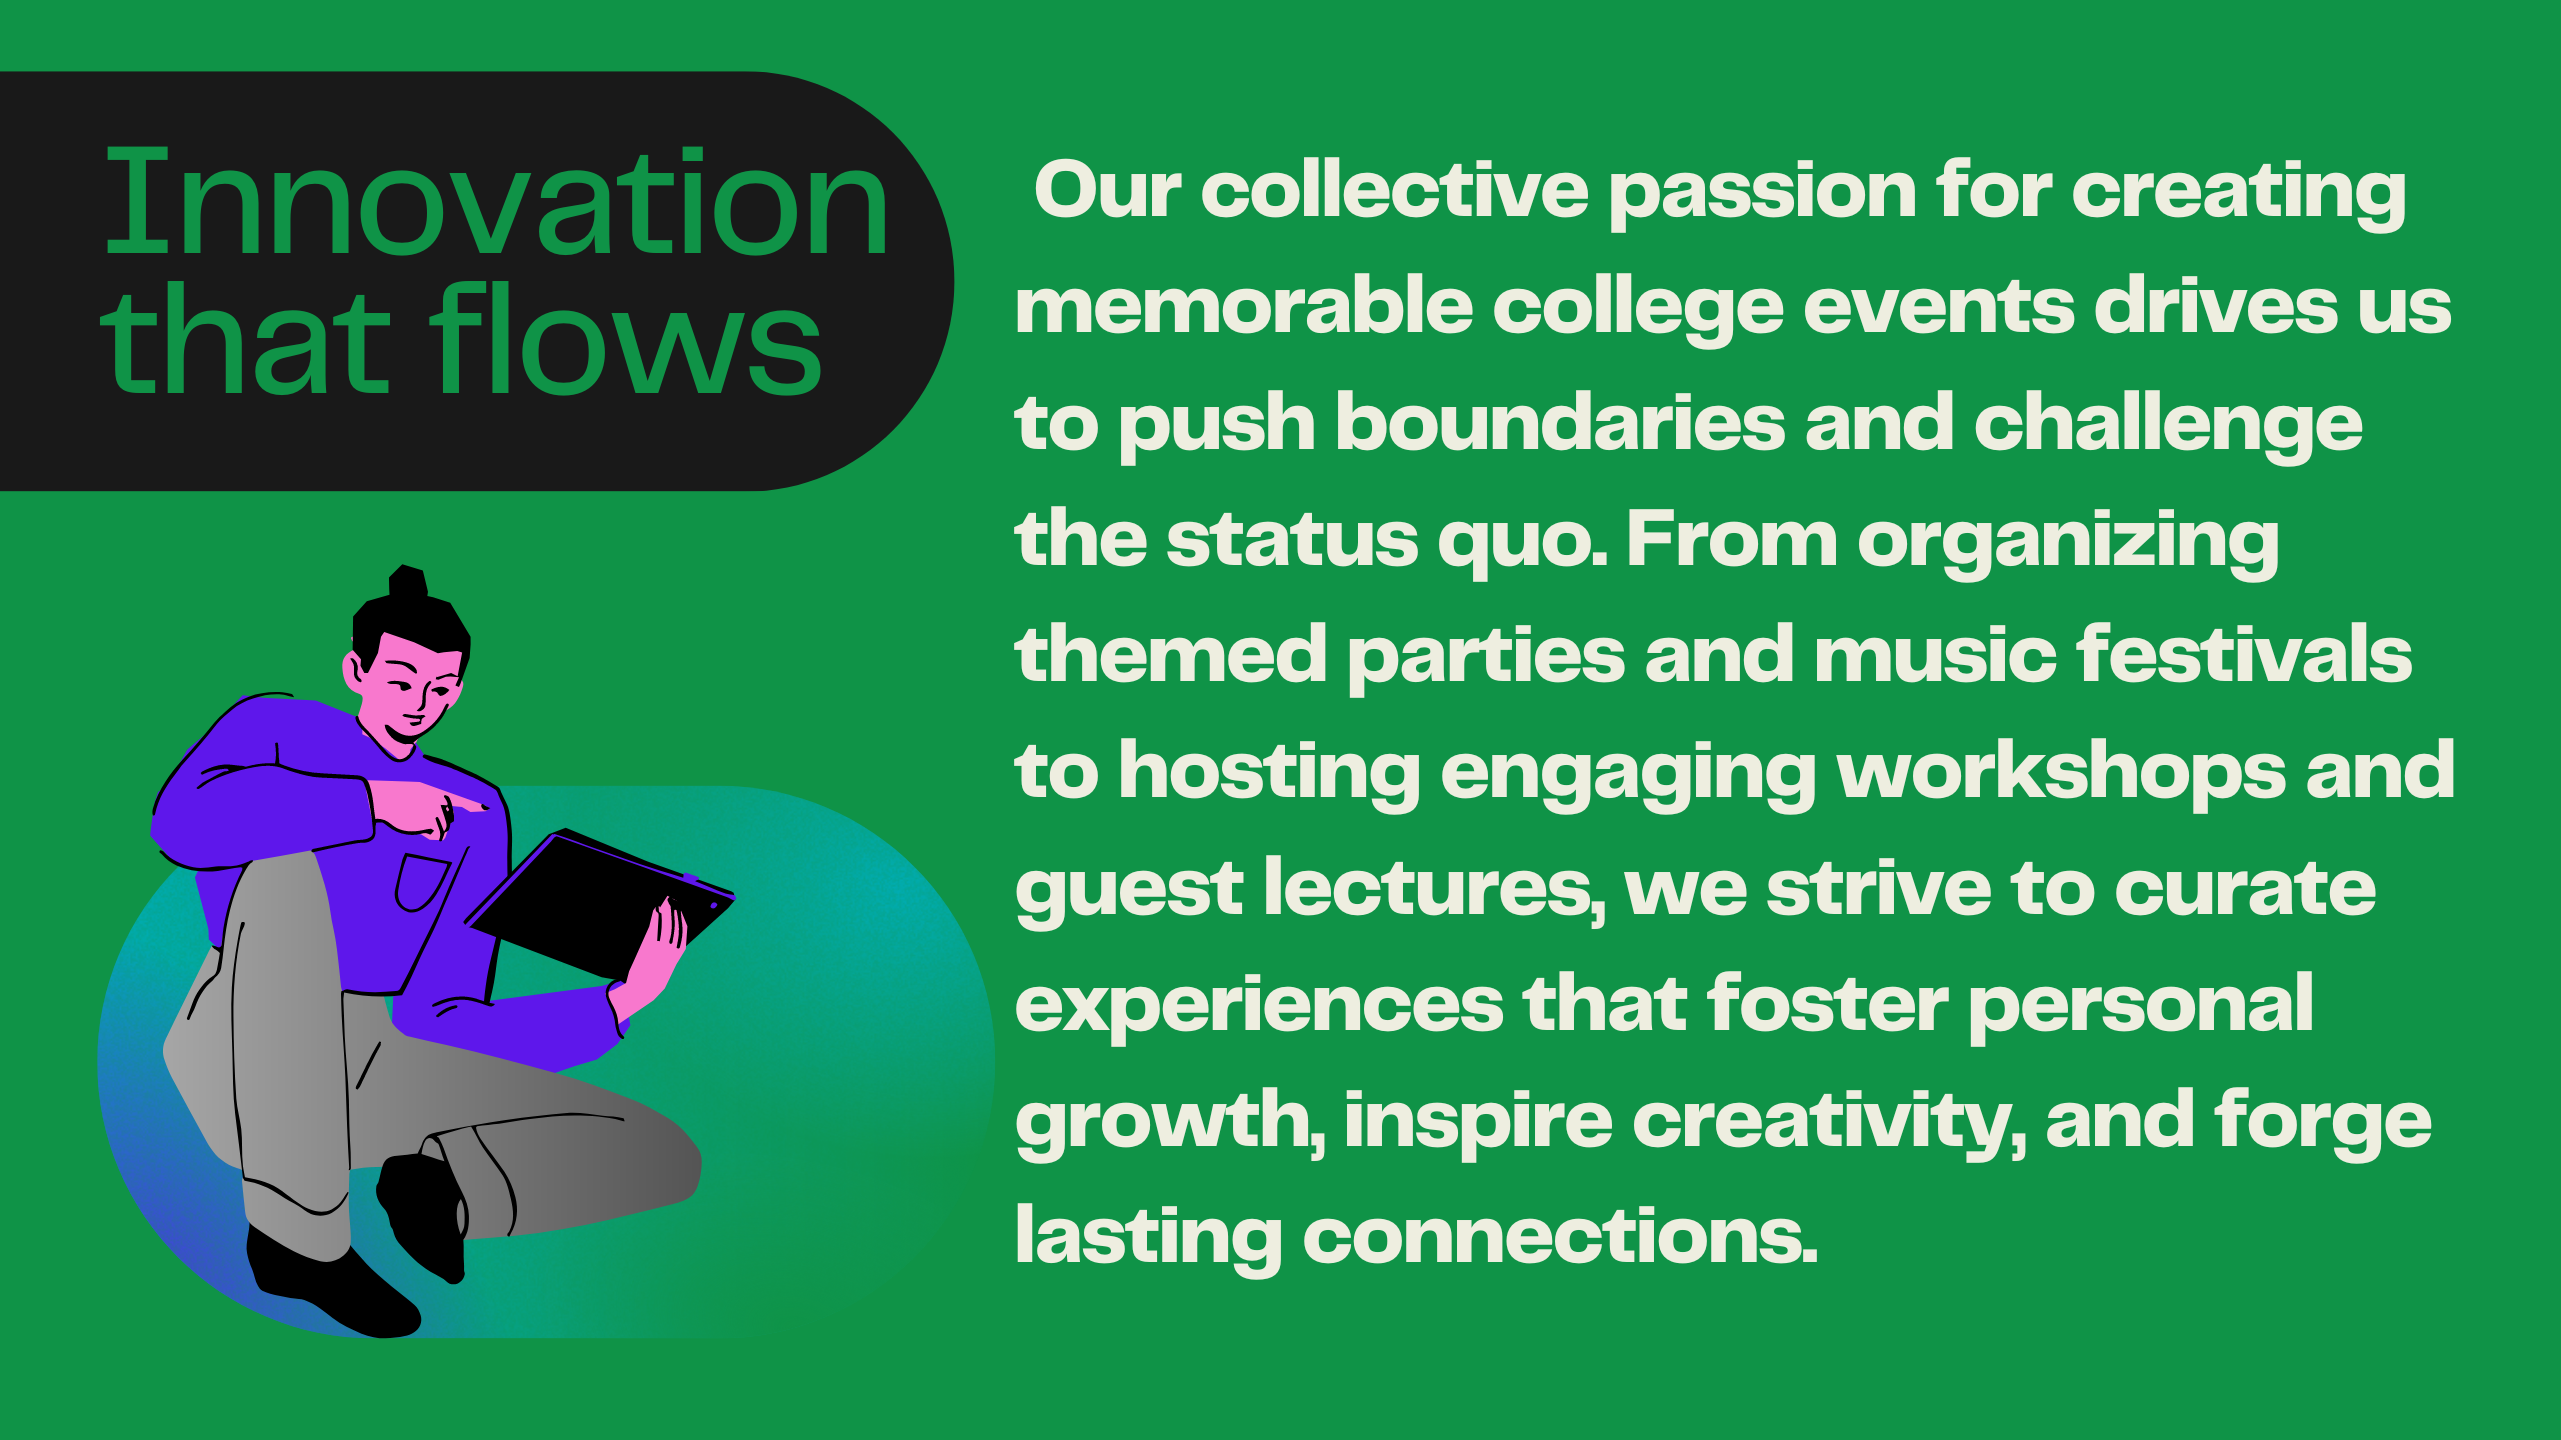 Innovation
that flows
Our collective passion for creating
memorable college events drives us
to push boundaries and challenge
the status quo. From organizing
themed parties and music festivals
to hosting engaging workshops and
guest lectures, we strive to curate
experiences that foster personal
growth, inspire creativity, and forge
lasting connections.